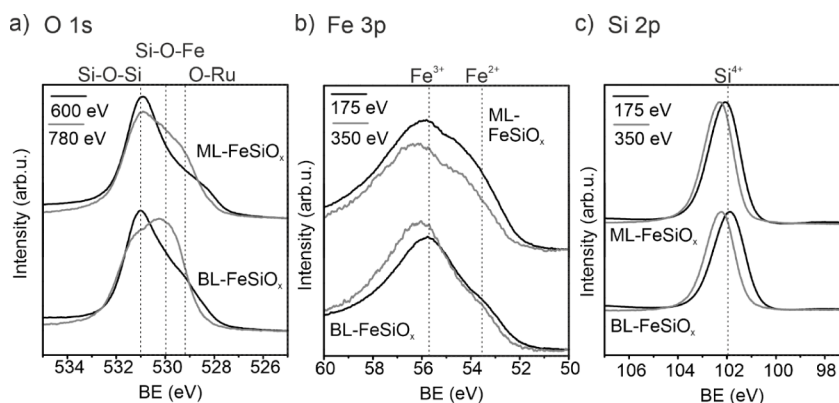 a) O 1s
Si-O-Fe
Si-O-Si
O-Ru
600 eV
780 eV
ML-FeSiOₓ
BL-FeSiOₓ
Intensity (arb.u.)
534 532 530 528 526
BE (eV)
b) Fe 3p
Fe³⁺ Fe²⁺
175 eV
350 eV
ML-
FeSiOₓ
BL-FeSiOₓ
Intensity (arb.u.)
60 58 56 54 52 50
BE (eV)
c) Si 2p
Si⁴⁺
175 eV
350 eV
ML-FeSiOₓ
BL-FeSiOₓ
Intensity (arb.u.)
106 104 102 100 98
BE (eV)